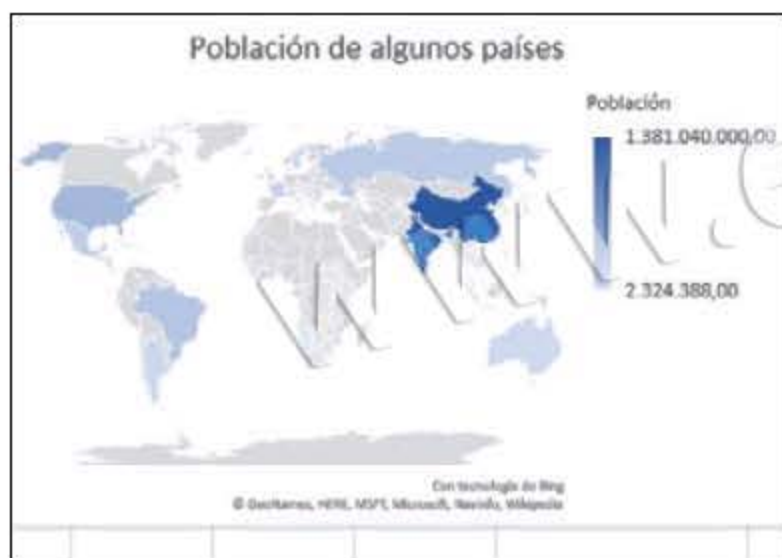 Población de algunos países
Población
1.381.040.000,00
2.324.388,00
Con tecnología de Bing
© GeoNames, HERE, MSFT, Microsoft, NavInfo, Wikipedia
www.